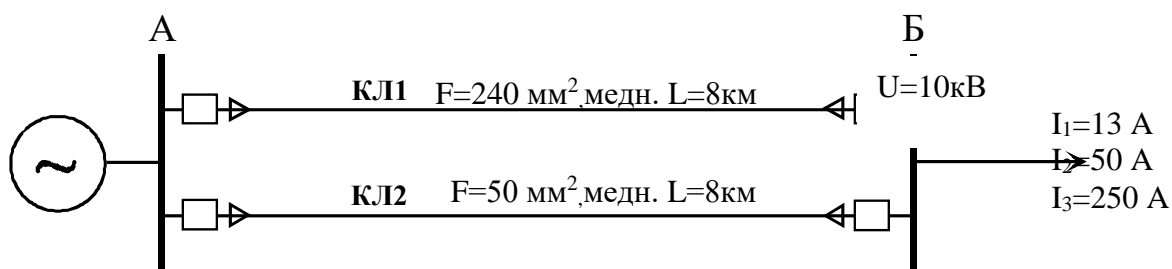 А
Б
КЛ1 F=240 мм²,медн. L=8км
U=10кВ
I₁=13 А
I₂=50 А
I₃=250 А
КЛ2 F=50 мм²,медн. L=8км